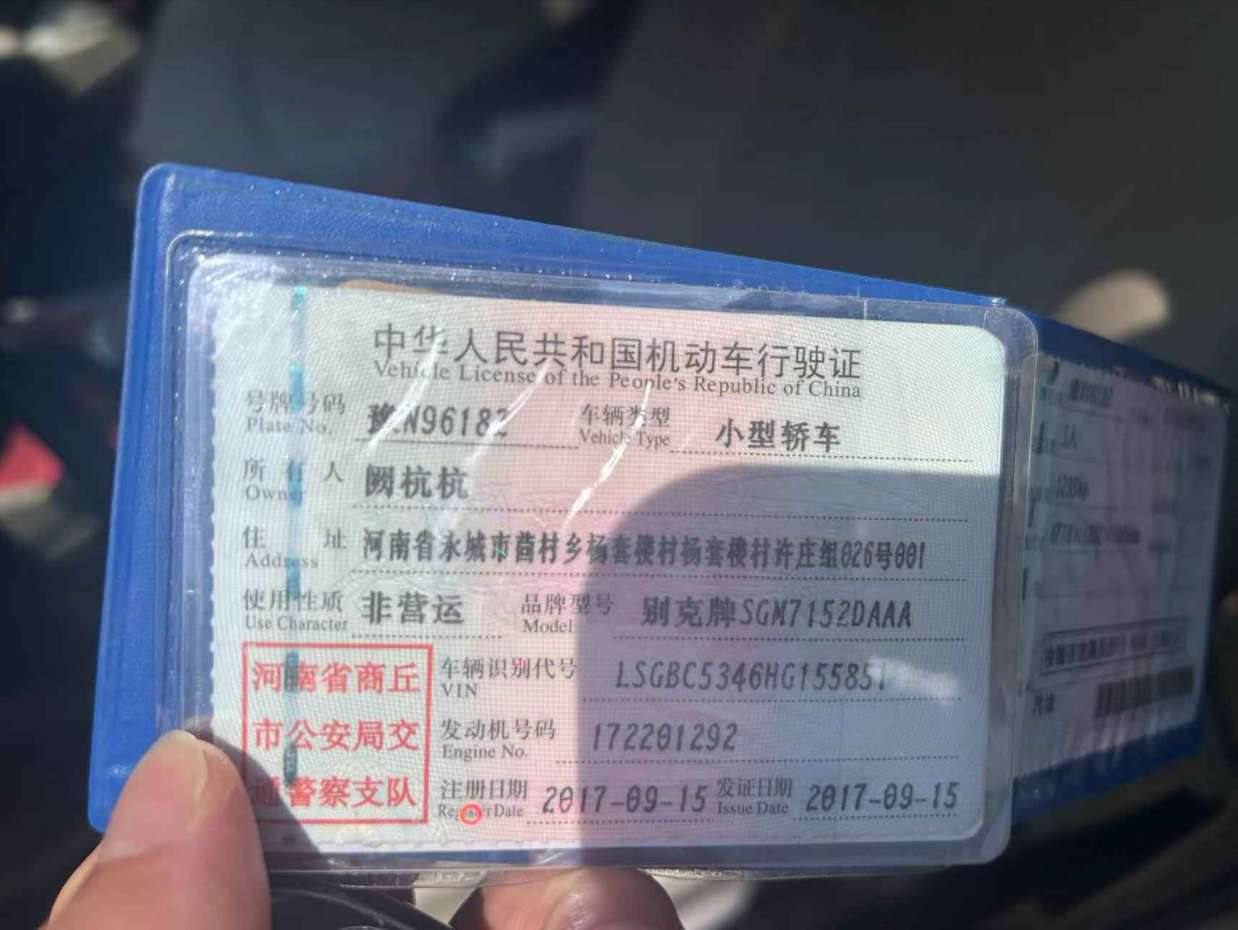 中华人民共和国机动车行驶证
Vehicle License of the People's Republic of China
号牌号码 豫N96182 车辆类型 小型轿车
Plate No. Vehicle Type
所有人 阙杭杭
Owner
住址 河南省永城市茴村乡杨套楼村杨套楼村许庄组026号001
Address
使用性质 非营运 品牌型号 别克牌SGM7152DAAA
Use Character Model
河南省商丘 车辆识别代号 LSGBC5346HG155851
VIN
市公安局交 发动机号码 172201292
Engine No.
通警察支队 注册日期 2017-09-15 发证日期 2017-09-15
Register Date Issue Date